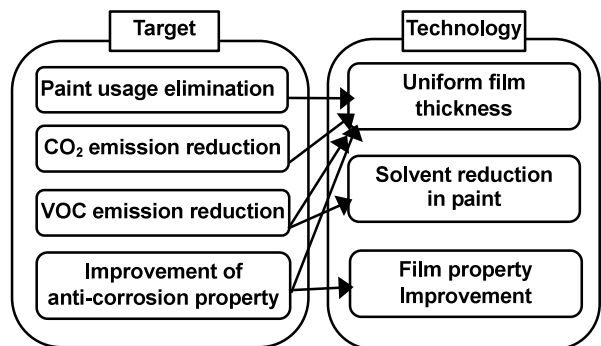 Target
Paint usage elimination
CO₂ emission reduction
VOC emission reduction
Improvement of
anti-corrosion property
Technology
Uniform film
thickness
Solvent reduction
in paint
Film property
Improvement